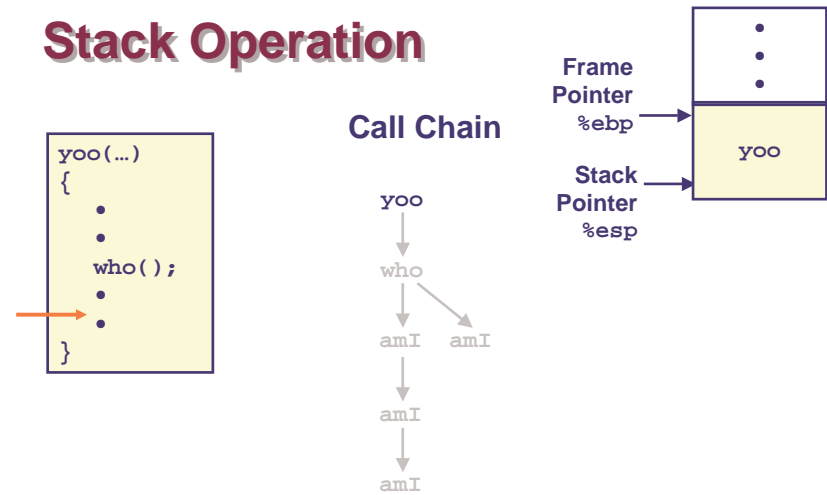 Stack Operation
yoo(…)
{
•
•
who();
•
•
}
Call Chain
yoo
who
amI amI
amI
amI
Frame
Pointer
%ebp
Stack
Pointer
%esp
•
•
•
yoo